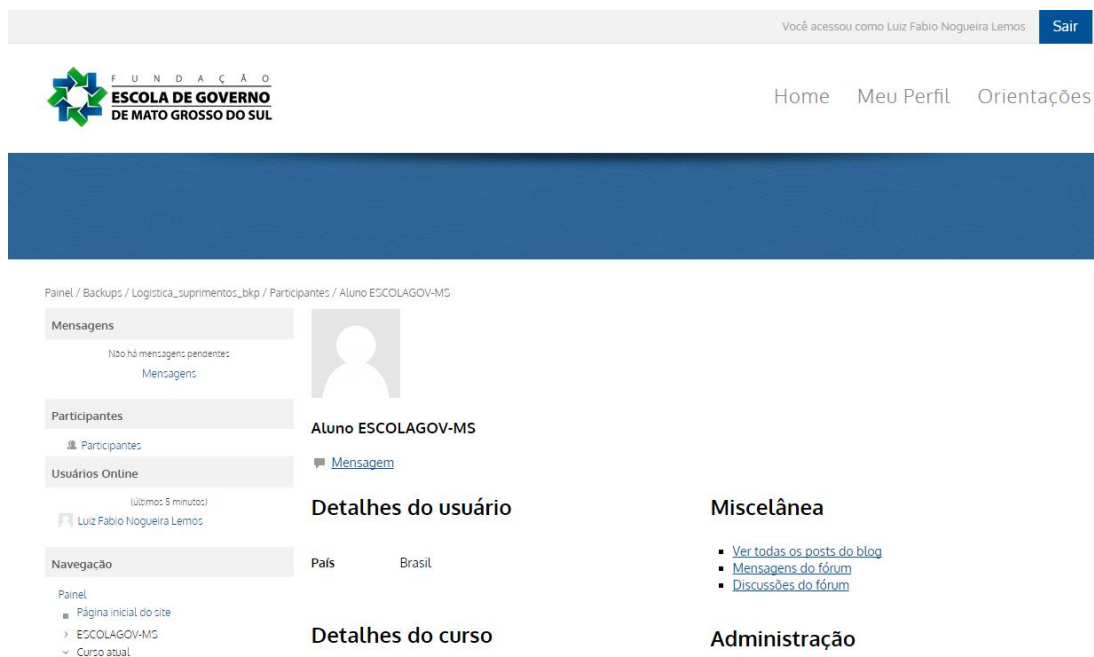 Você acessou como Luiz Fabio Nogueira Lemos
Sair
FUNDAÇÃO
ESCOLA DE GOVERNO
DE MATO GROSSO DO SUL
Home Meu Perfil Orientações
Painel / Backups / Logistica_suprimentos_bkp / Participantes / Aluno ESCOLAGOV-MS
Mensagens
Não há mensagens pendentes
Mensagens
Participantes
Participantes
Usuários Online
(últimos 5 minutos)
Luiz Fabio Nogueira Lemos
Navegação
Painel
Página inicial do site
ESCOLAGOV-MS
Curso atual
Aluno ESCOLAGOV-MS
Mensagem
Detalhes do usuário
País Brasil
Detalhes do curso
Miscelânea
Ver todas os posts do blog
Mensagens do fórum
Discussões do fórum
Administração